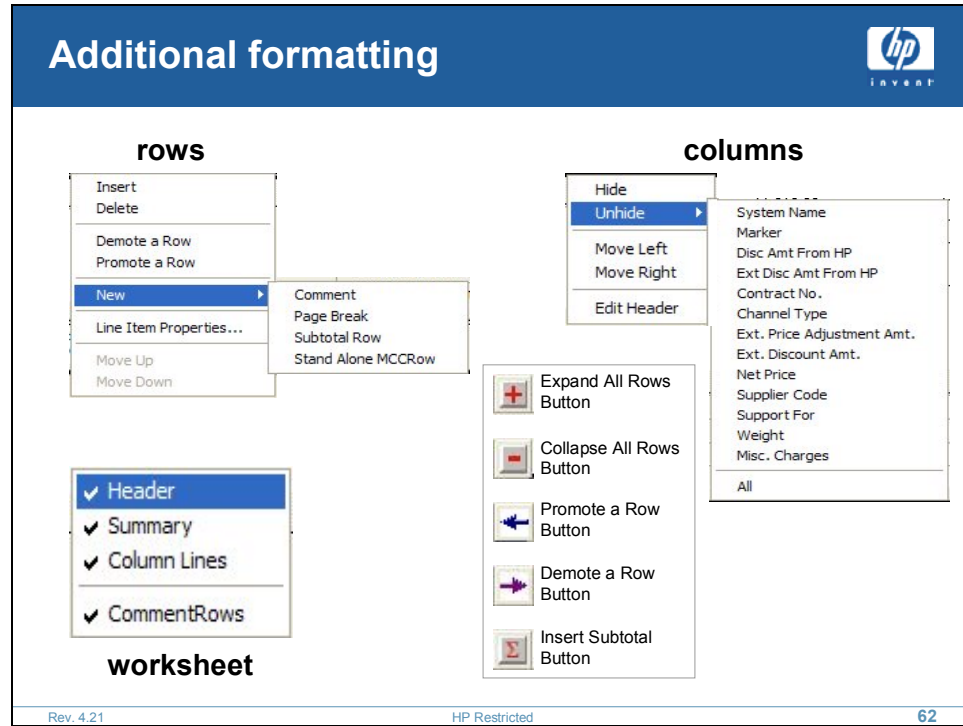 Additional formatting
hp
invent
rows
Insert
Delete
Demote a Row
Promote a Row
New
Line Item Properties...
Move Up
Move Down
Comment
Page Break
Subtotal Row
Stand Alone MCCRow
columns
Hide
Unhide
Move Left
Move Right
Edit Header
System Name
Marker
Disc Amt From HP
Ext Disc Amt From HP
Contract No.
Channel Type
Ext. Price Adjustment Amt.
Ext. Discount Amt.
Net Price
Supplier Code
Support For
Weight
Misc. Charges
All
Expand All Rows
Button
Collapse All Rows
Button
Promote a Row
Button
Demote a Row
Button
Σ
Insert Subtotal
Button
Header
Summary
Column Lines
CommentRows
worksheet
Rev. 4.21
HP Restricted
62